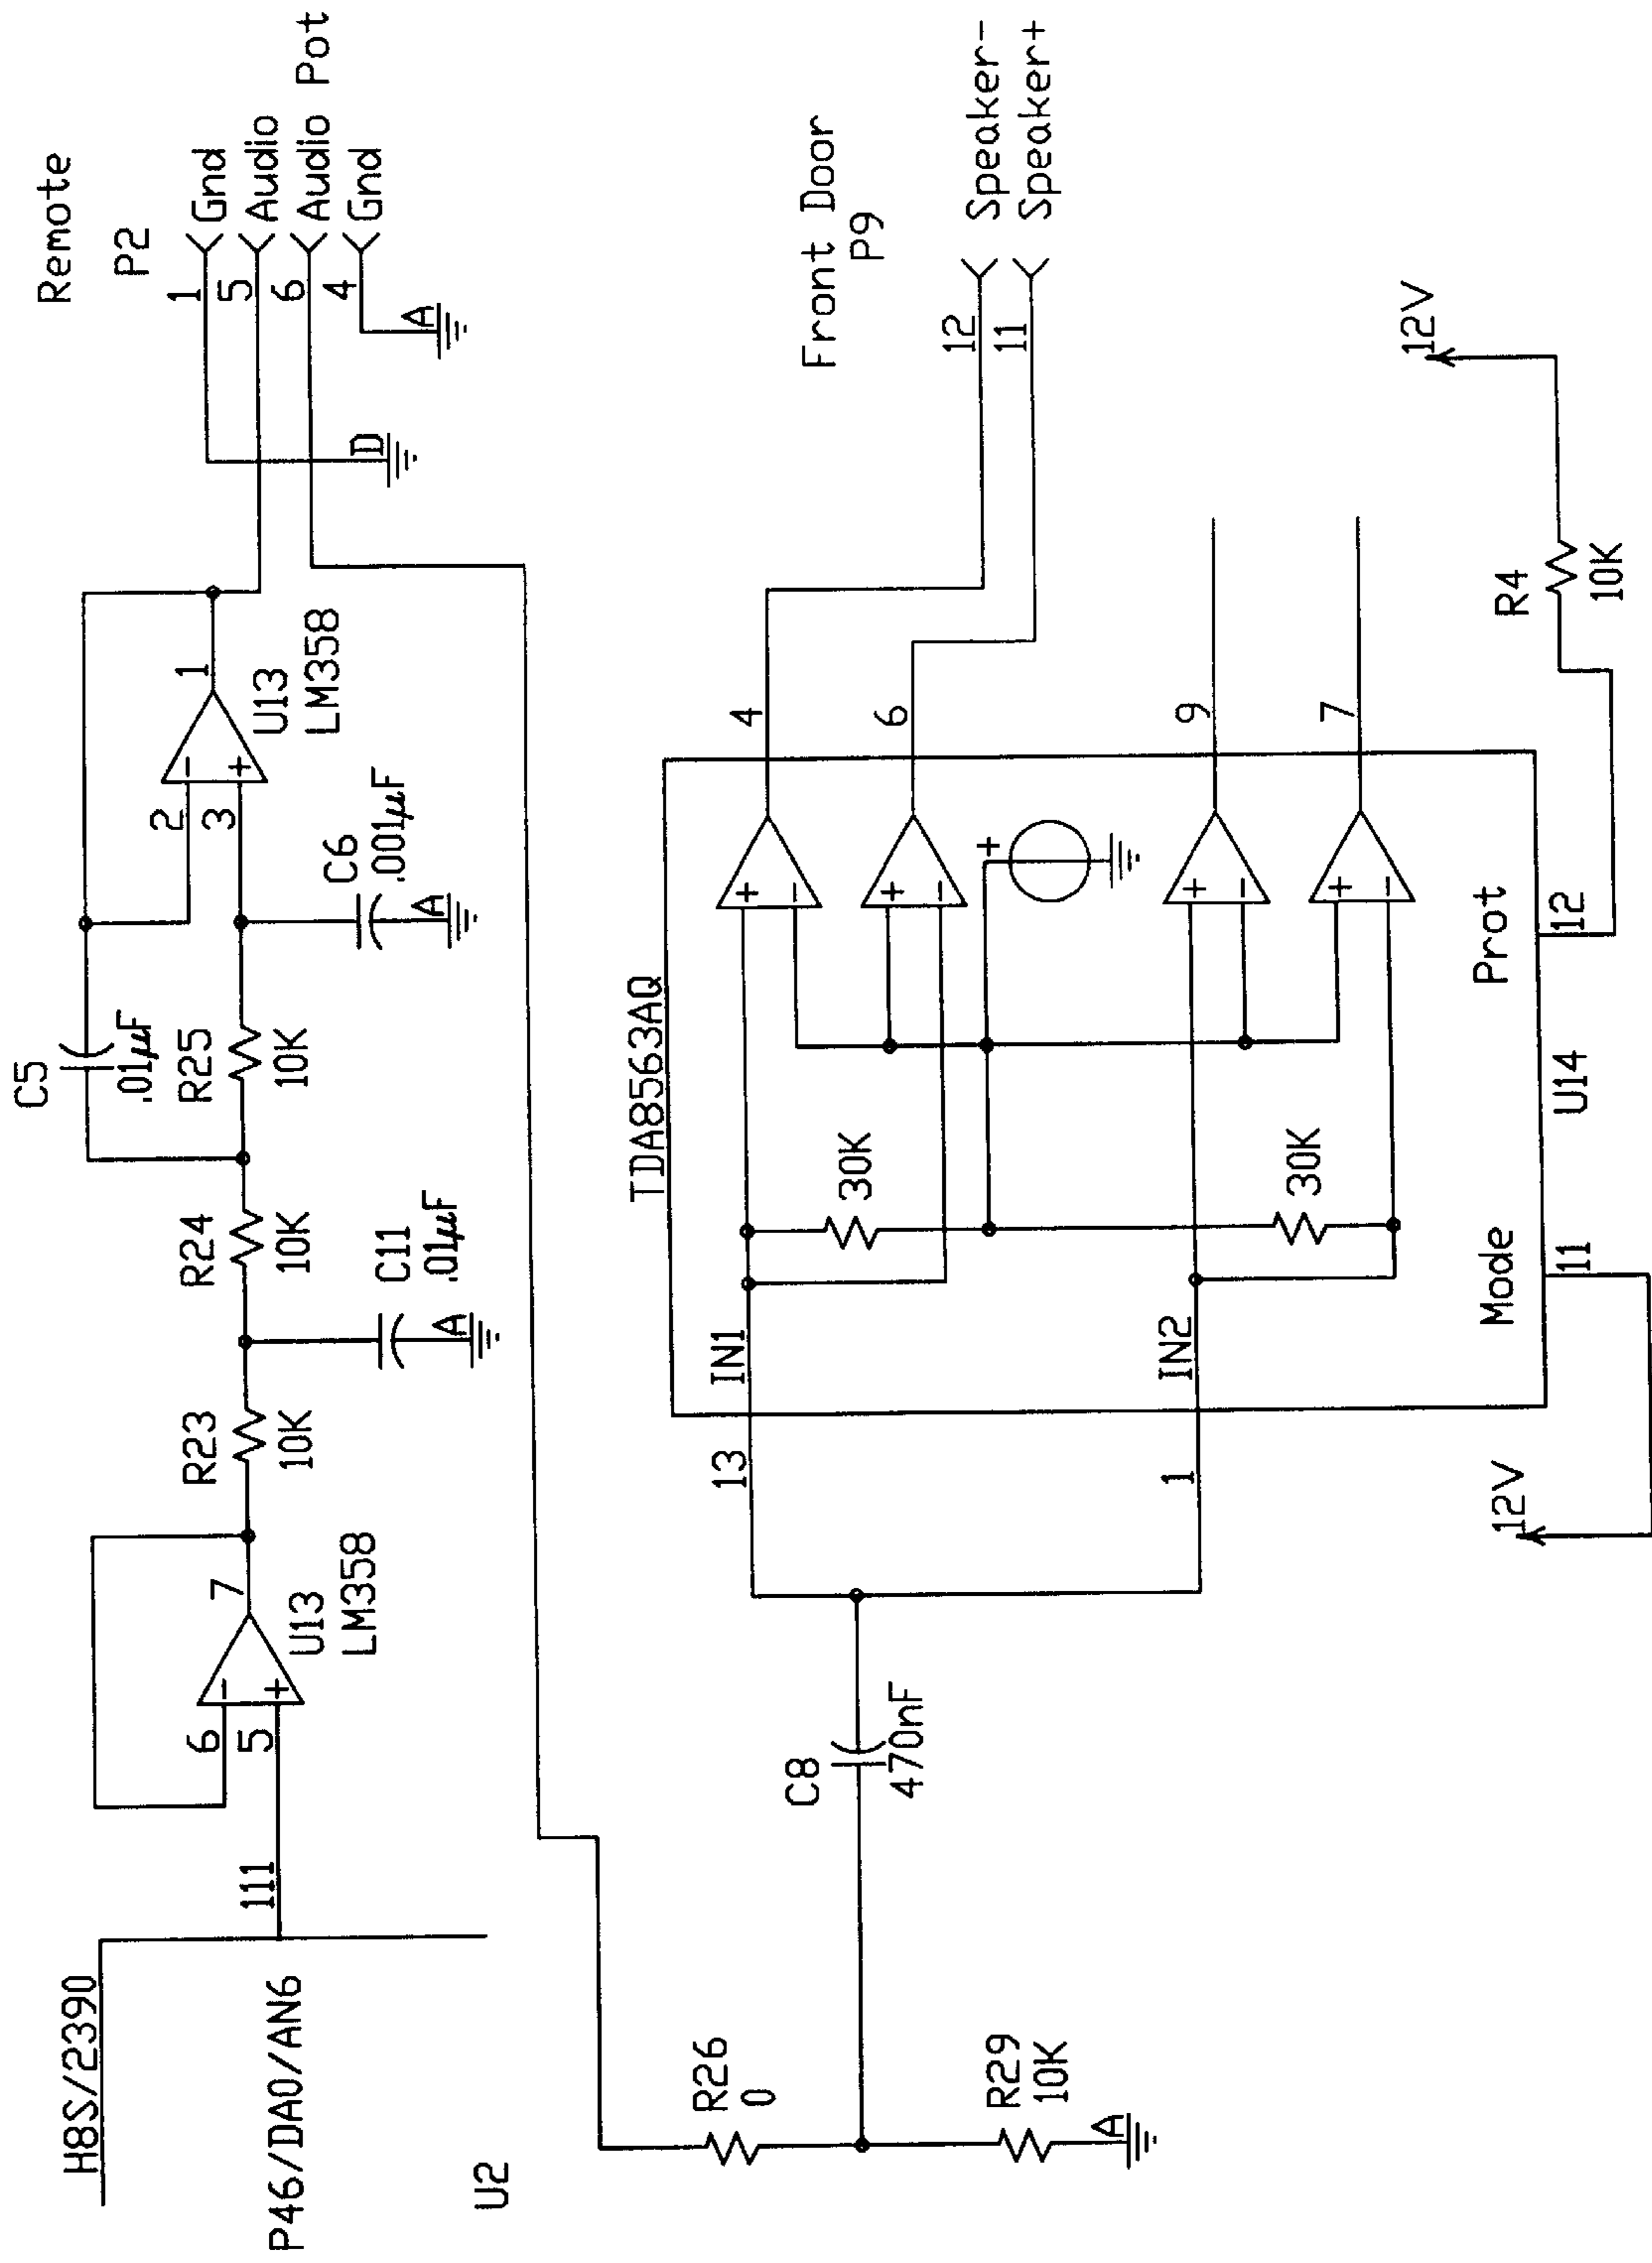 Remote
P2
1
Gnd
5
Audio
6
Audio Pot
4
Gnd
A
D
C5
.01µF
R25
10K
R24
10K
R23
10K
C11
.01µF
A
C6
.001µF
A
2
3
1
U13
LM358
6
5
7
U13
LM358
H8S/2390
P46/DA0/AN6
111
U2
R26
0
R29
10K
A
C8
470nF
Front Door
P9
12
Speaker-
11
Speaker+
TDA8563AQ
13
IN1
1
IN2
30K
30K
4
6
9
7
+
-
+
-
+
-
+
-
+
-
+
-
+
Mode
11
Prot
12
U14
12V
R4
10K
12V